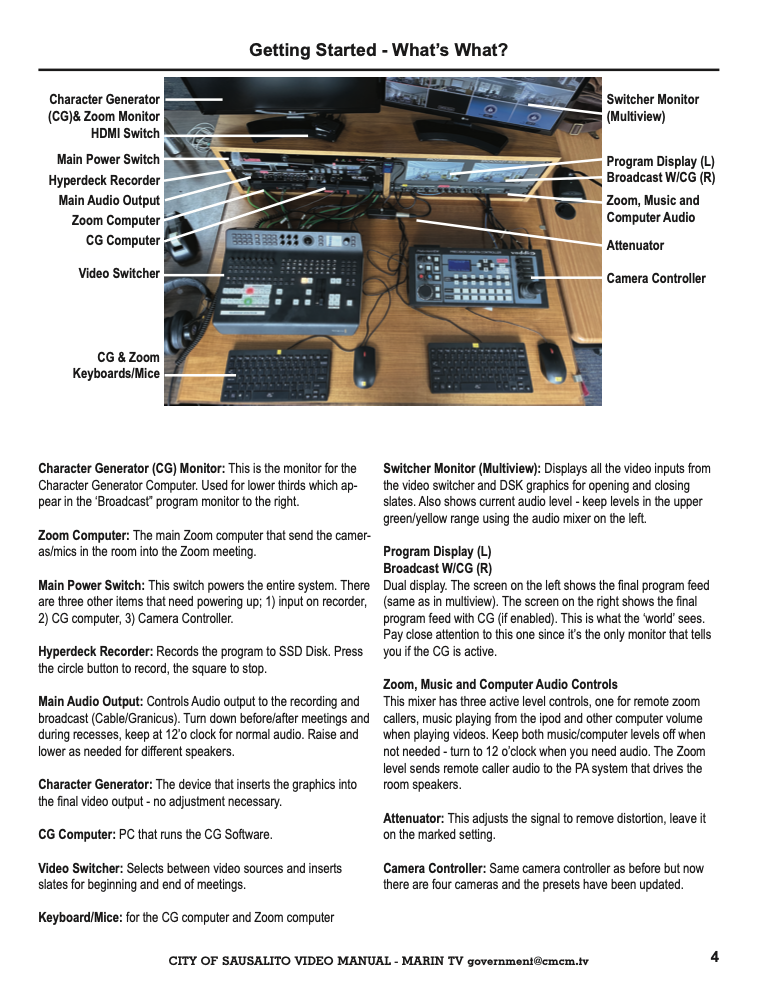 Getting Started - What’s What?
Character Generator
(CG)& Zoom Monitor
HDMI Switch
Main Power Switch
Hyperdeck Recorder
Main Audio Output
Zoom Computer
CG Computer
Video Switcher
CG & Zoom
Keyboards/Mice
Switcher Monitor
(Multiview)
Program Display (L)
Broadcast W/CG (R)
Zoom, Music and
Computer Audio
Attenuator
Camera Controller
Character Generator (CG) Monitor: This is the monitor for the
Character Generator Computer. Used for lower thirds which ap-
pear in the ‘Broadcast” program monitor to the right.
Zoom Computer: The main Zoom computer that send the camer-
as/mics in the room into the Zoom meeting.
Main Power Switch: This switch powers the entire system. There
are three other items that need powering up; 1) input on recorder,
2) CG computer, 3) Camera Controller.
Hyperdeck Recorder: Records the program to SSD Disk. Press
the circle button to record, the square to stop.
Main Audio Output: Controls Audio output to the recording and
broadcast (Cable/Granicus). Turn down before/after meetings and
during recesses, keep at 12’o clock for normal audio. Raise and
lower as needed for different speakers.
Character Generator: The device that inserts the graphics into
the final video output - no adjustment necessary.
CG Computer: PC that runs the CG Software.
Video Switcher: Selects between video sources and inserts
slates for beginning and end of meetings.
Keyboard/Mice: for the CG computer and Zoom computer
Switcher Monitor (Multiview): Displays all the video inputs from
the video switcher and DSK graphics for opening and closing
slates. Also shows current audio level - keep levels in the upper
green/yellow range using the audio mixer on the left.
Program Display (L)
Broadcast W/CG (R)
Dual display. The screen on the left shows the final program feed
(same as in multiview). The screen on the right shows the final
program feed with CG (if enabled). This is what the ‘world’ sees.
Pay close attention to this one since it’s the only monitor that tells
you if the CG is active.
Zoom, Music and Computer Audio Controls
This mixer has three active level controls, one for remote zoom
callers, music playing from the ipod and other computer volume
when playing videos. Keep both music/computer levels off when
not needed - turn to 12 o’clock when you need audio. The Zoom
level sends remote caller audio to the PA system that drives the
room speakers.
Attenuator: This adjusts the signal to remove distortion, leave it
on the marked setting.
Camera Controller: Same camera controller as before but now
there are four cameras and the presets have been updated.
CITY OF SAUSALITO VIDEO MANUAL - MARIN TV government@cmcm.tv
4